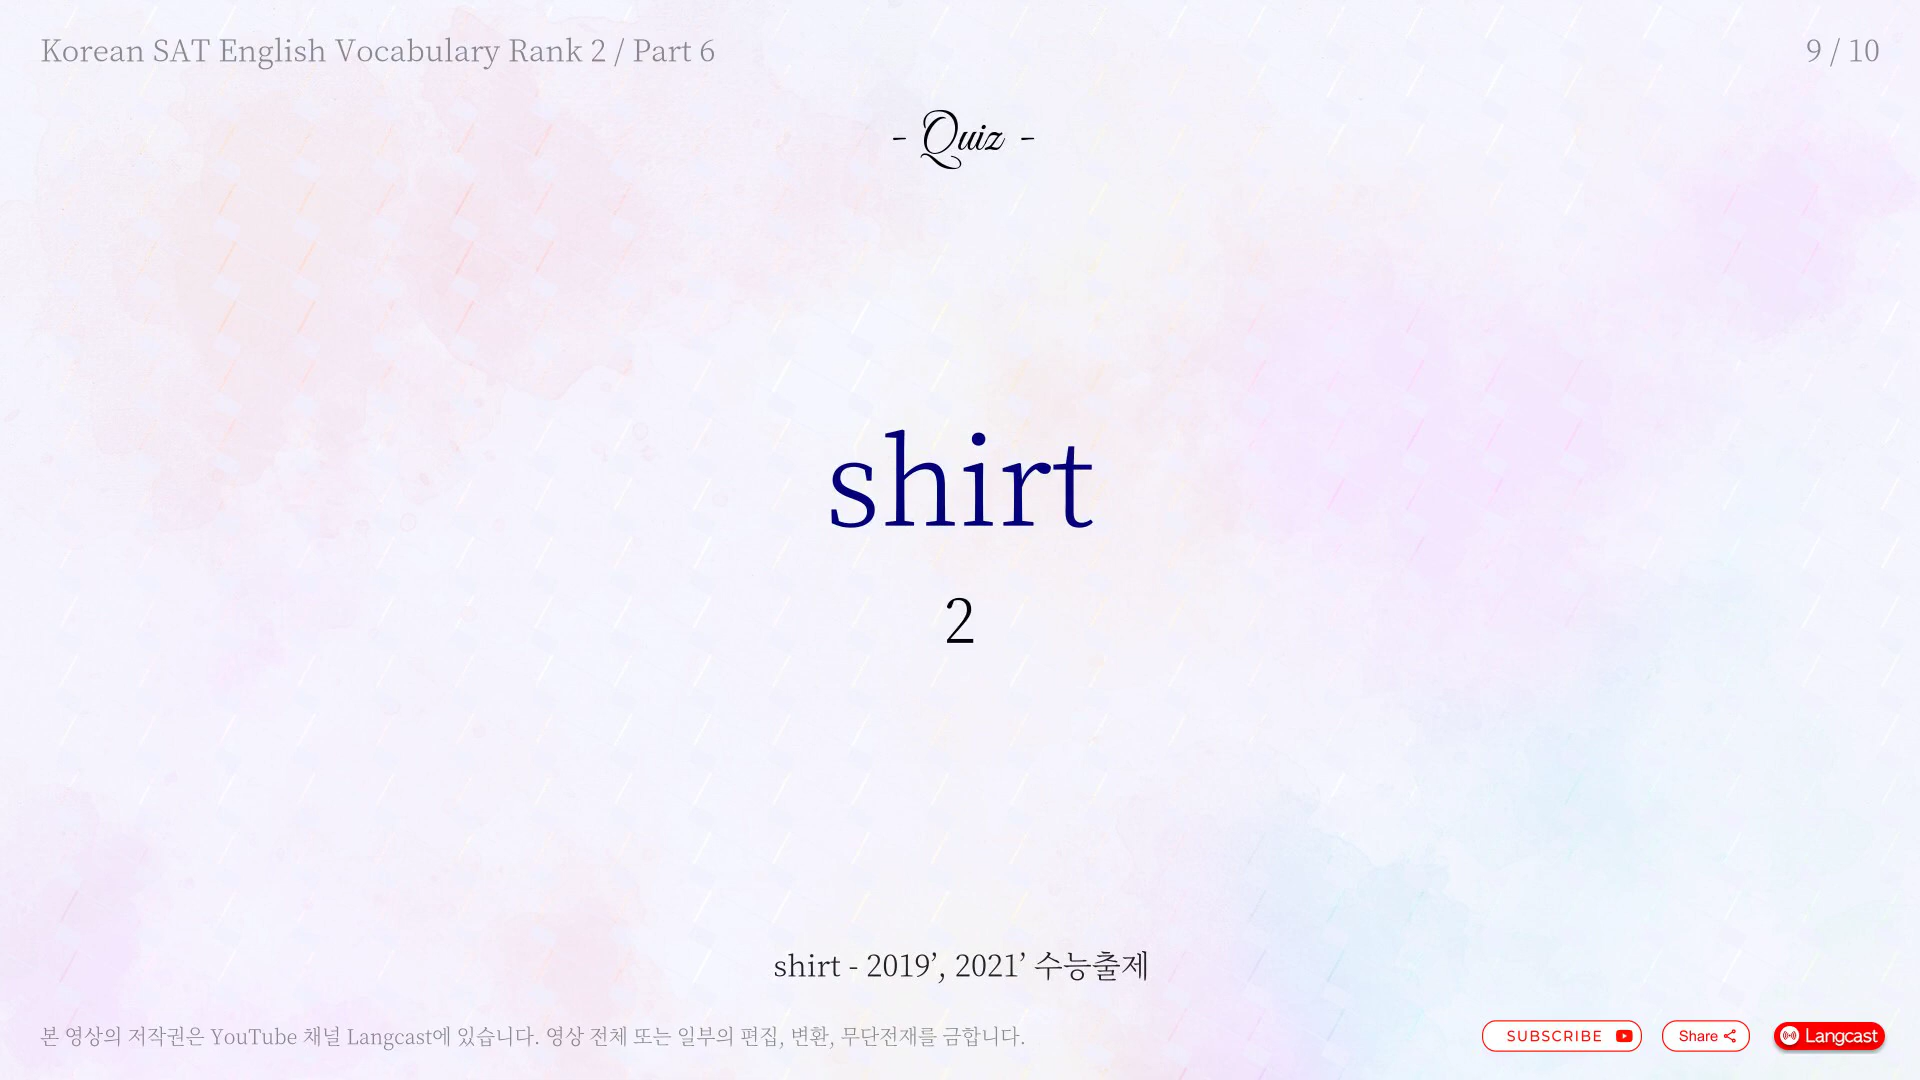 Korean SAT English Vocabulary Rank 2 / Part 6
9 / 10
- Quiz -
shirt
2
shirt - 2019’, 2021’ 수능출제
본 영상의 저작권은 YouTube 채널 Langcast에 있습니다. 영상 전체 또는 일부의 편집, 변환, 무단전재를 금합니다.
SUBSCRIBE
Share
Langcast